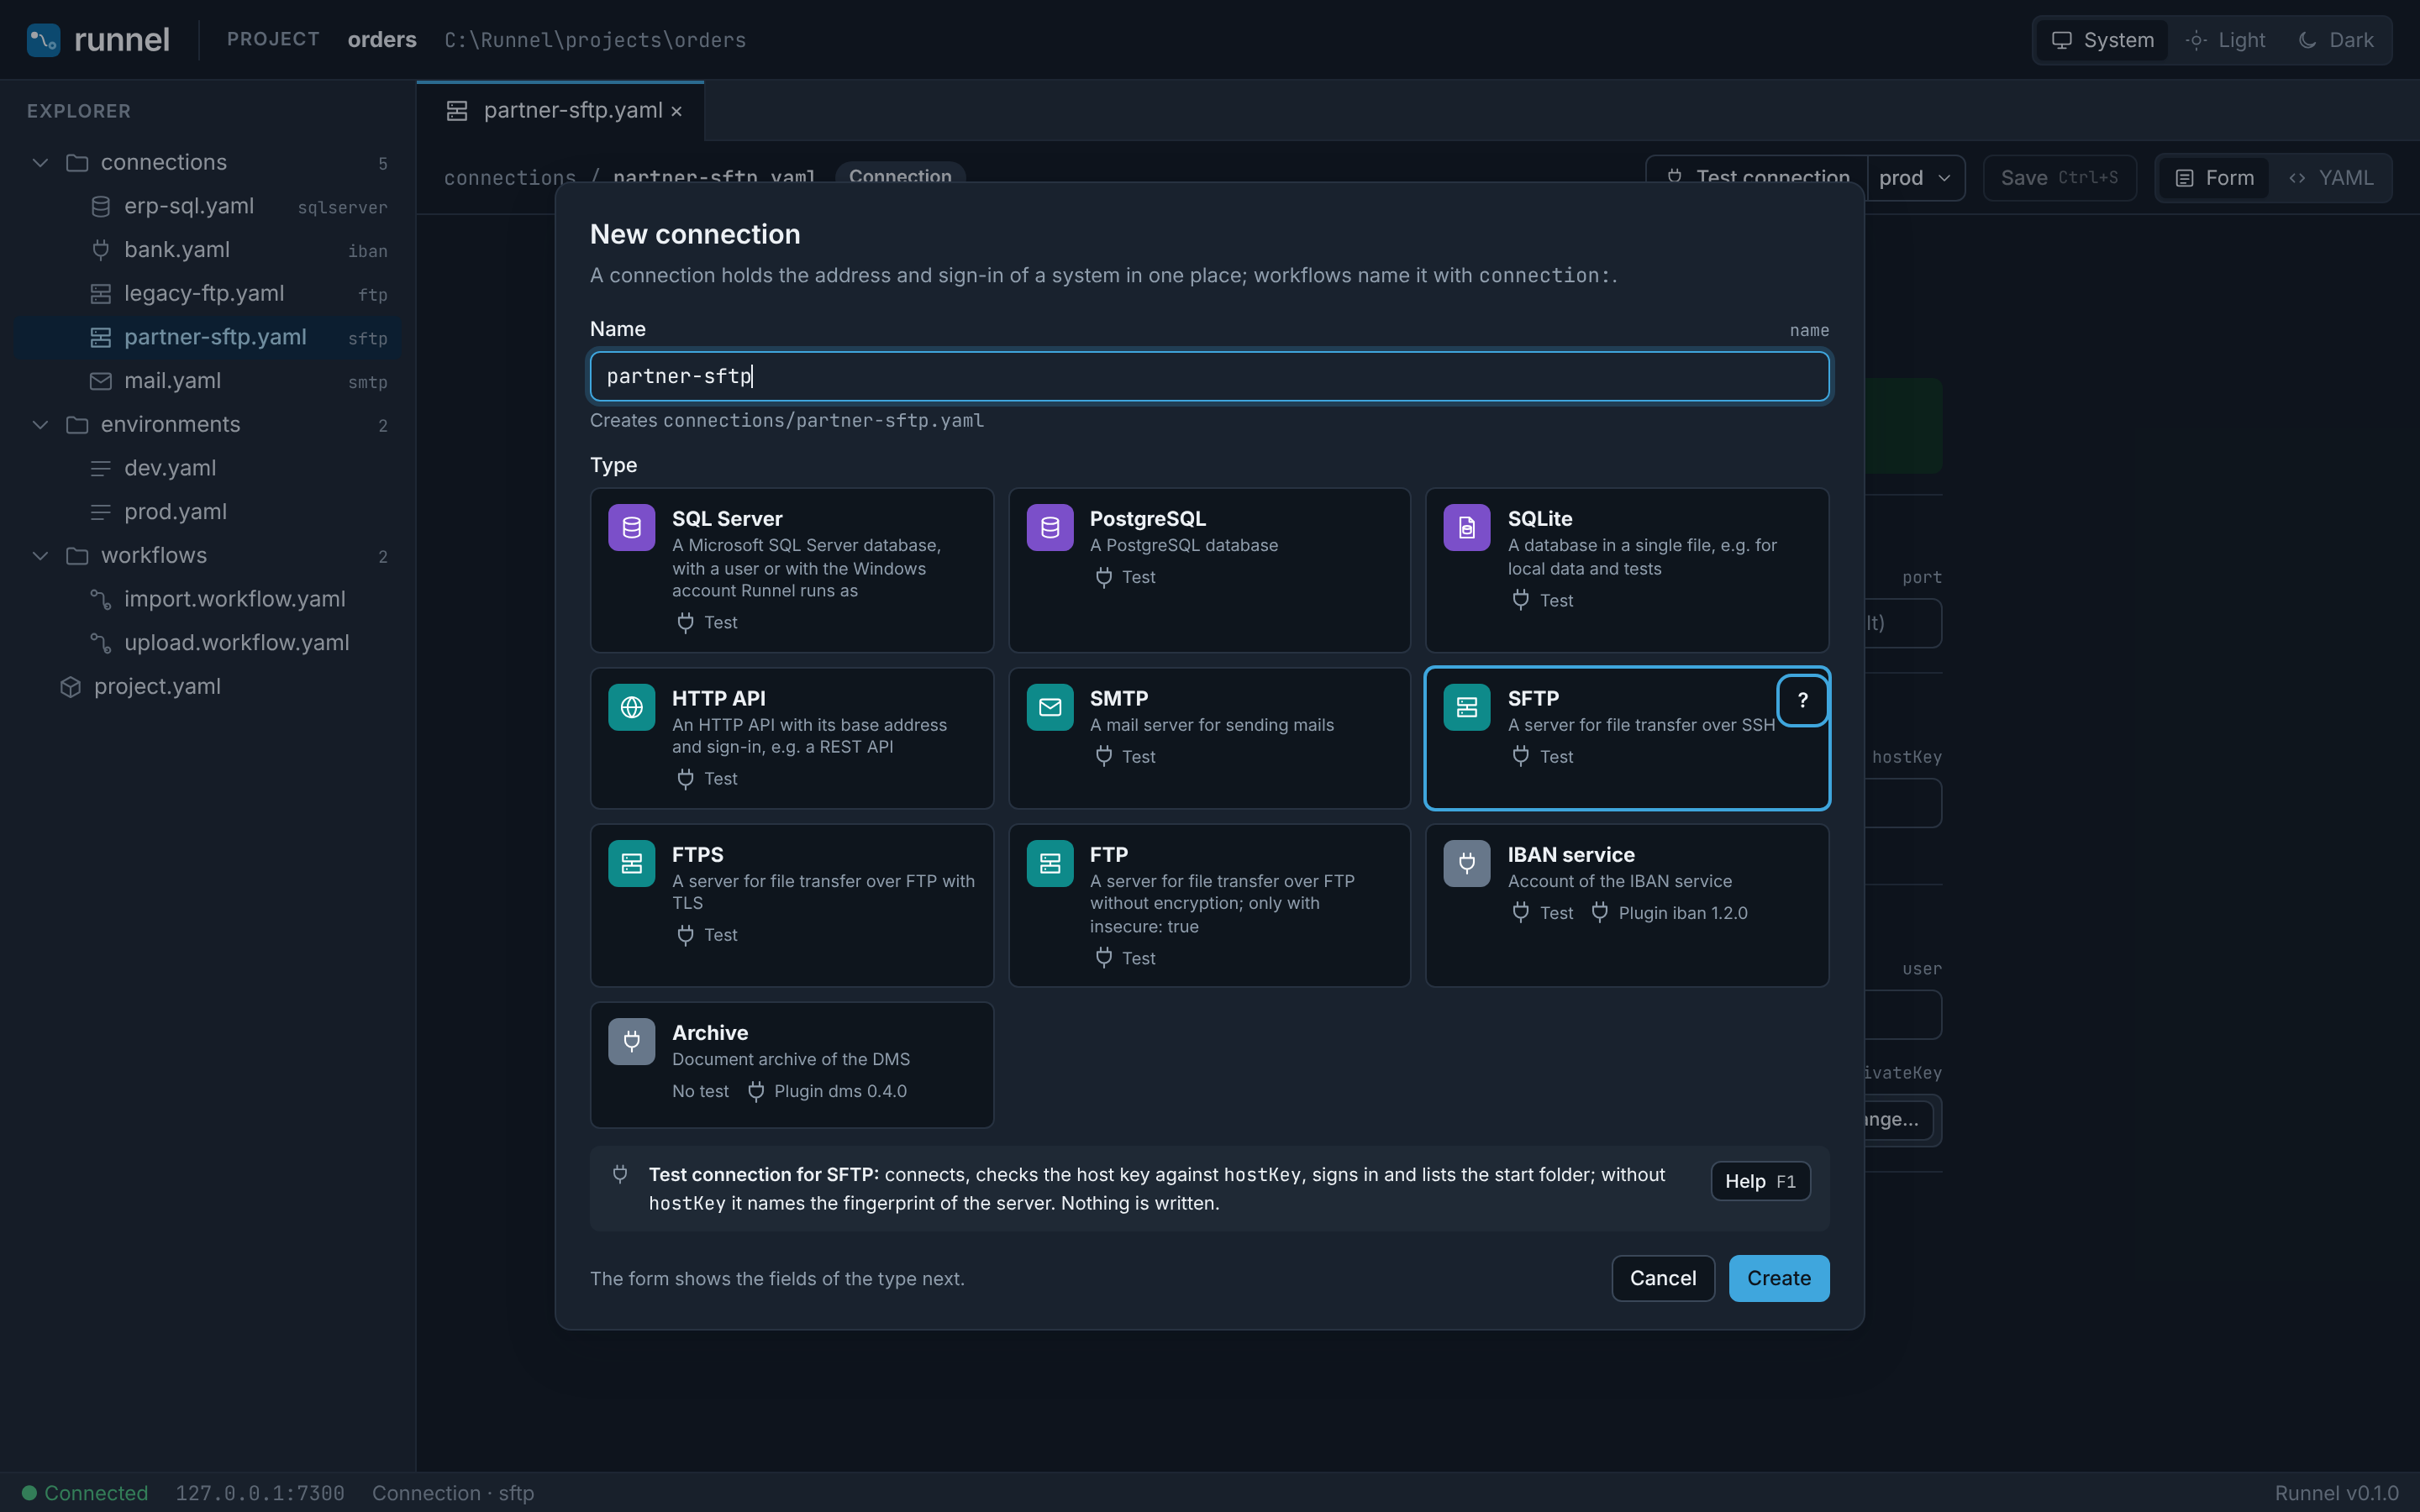 runnel PROJECT orders C:\Runnel\projects\orders System Light Dark
EXPLORER
partner-sftp.yaml ×
connections 5
erp-sql.yaml sqlserver
bank.yaml iban
legacy-ftp.yaml ftp
partner-sftp.yaml sftp
mail.yaml smtp
environments 2
dev.yaml
prod.yaml
workflows 2
import.workflow.yaml
upload.workflow.yaml
project.yaml
connections / partner-sftp.yaml Connection Test connection prod Save Ctrl+S Form YAML
New connection
A connection holds the address and sign-in of a system in one place; workflows name it with connection:.
Name name
partner-sftp
Creates connections/partner-sftp.yaml
Type
SQL Server
A Microsoft SQL Server database,
with a user or with the Windows
account Runnel runs as
Test
PostgreSQL
A PostgreSQL database
Test
SQLite
A database in a single file, e.g. for
local data and tests
Test
HTTP API
An HTTP API with its base address
and sign-in, e.g. a REST API
Test
SMTP
A mail server for sending mails
Test
SFTP ?
A server for file transfer over SSH
Test
FTPS
A server for file transfer over FTP with
TLS
Test
FTP
A server for file transfer over FTP
without encryption; only with
insecure: true
Test
IBAN service
Account of the IBAN service
Test Plugin iban 1.2.0
Archive
Document archive of the DMS
No test Plugin dms 0.4.0
Test connection for SFTP: connects, checks the host key against hostKey, signs in and lists the start folder; without
hostKey it names the fingerprint of the server. Nothing is written.
Help F1
The form shows the fields of the type next.
Cancel Create
port
lt)
hostKey
user
ivateKey
ange...
Connected 127.0.0.1:7300 Connection · sftp Runnel v0.1.0